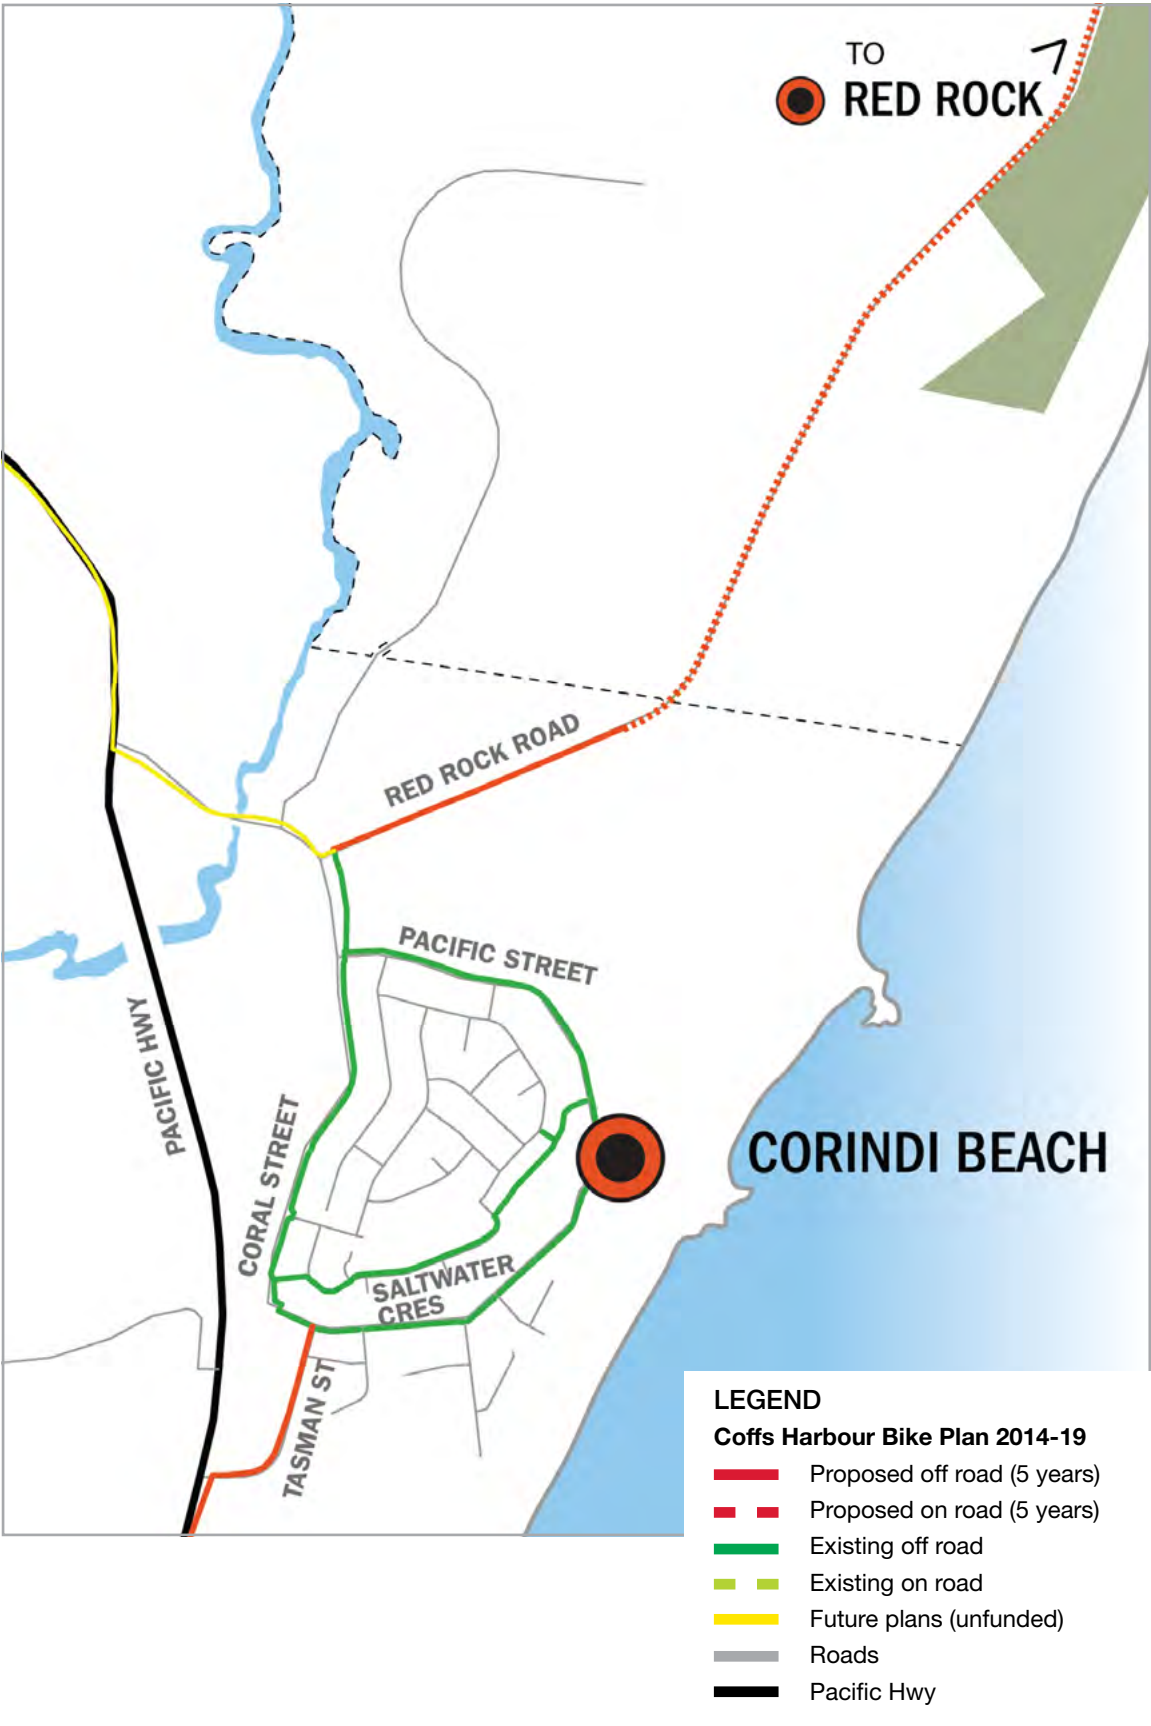 TO
RED ROCK
RED ROCK ROAD
PACIFIC STREET
PACIFIC HWY
CORAL STREET
CORINDI BEACH
SALTWATER
CRES
TASMAN ST
LEGEND
Coffs Harbour Bike Plan 2014-19
Proposed off road (5 years)
Proposed on road (5 years)
Existing off road
Existing on road
Future plans (unfunded)
Roads
Pacific Hwy